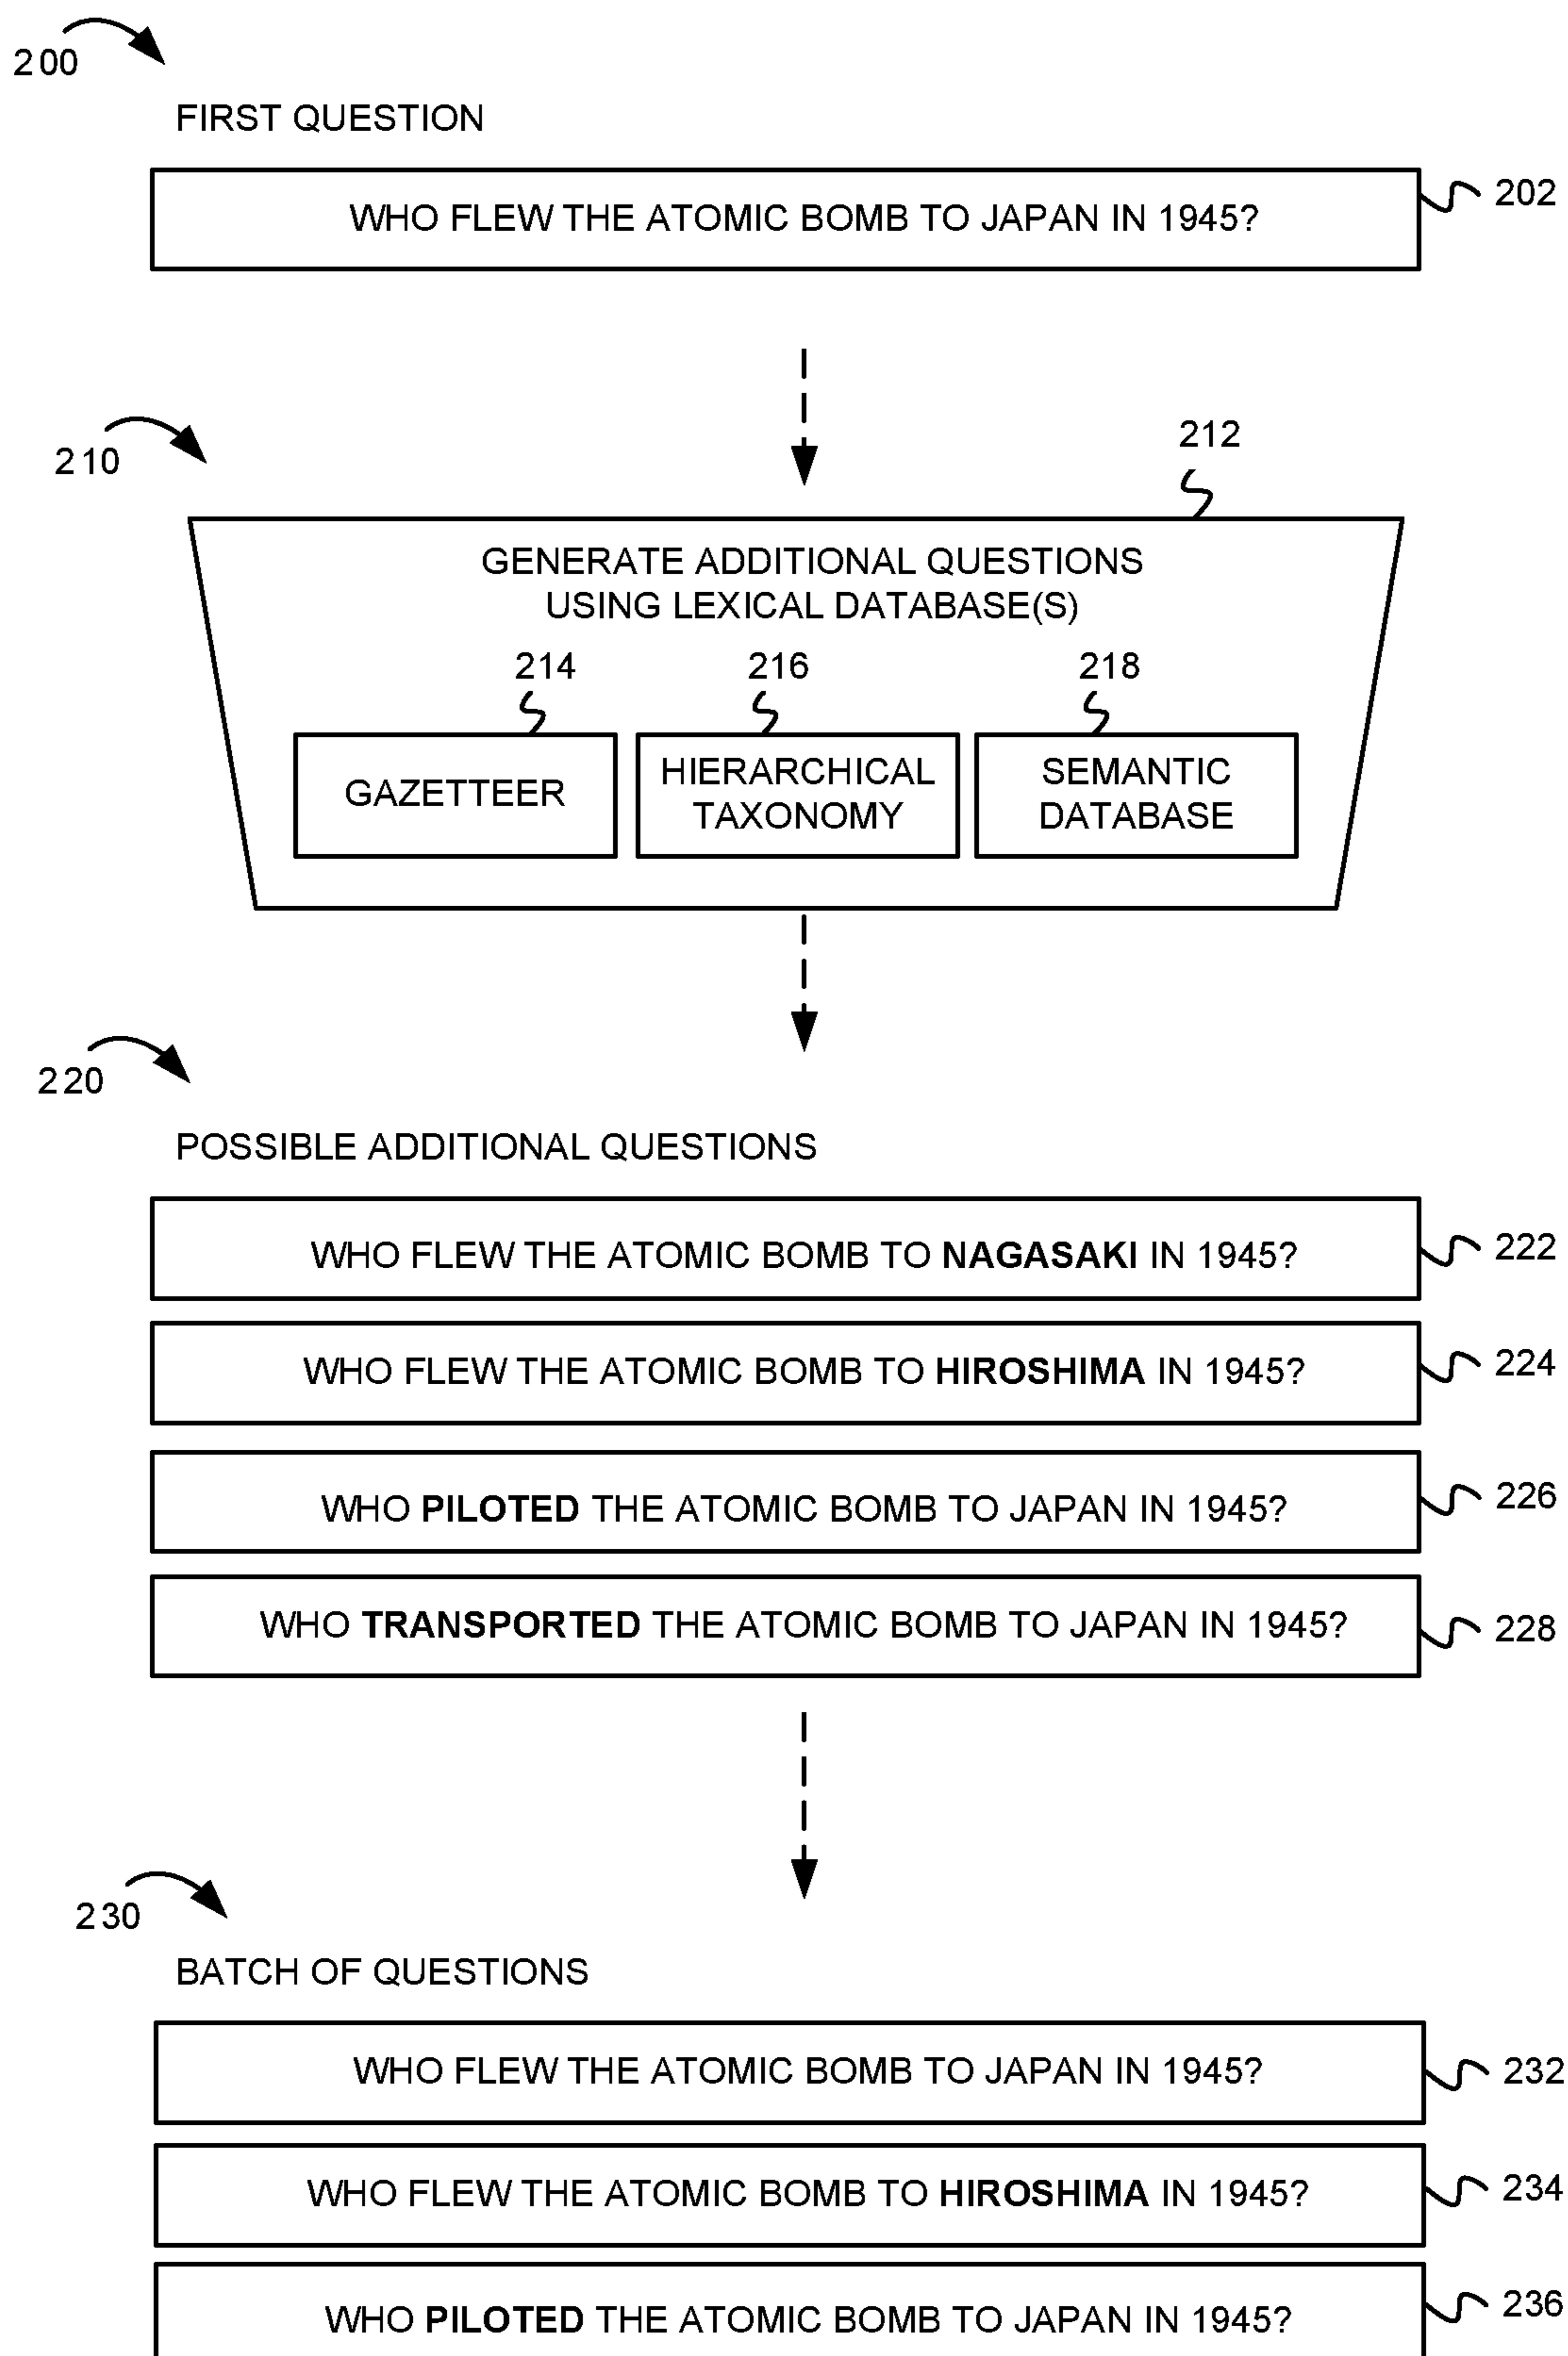 200
FIRST QUESTION
WHO FLEW THE ATOMIC BOMB TO JAPAN IN 1945?
202
210
212
GENERATE ADDITIONAL QUESTIONS
USING LEXICAL DATABASE(S)
214
216
218
GAZETTEER
HIERARCHICAL
TAXONOMY
SEMANTIC
DATABASE
220
POSSIBLE ADDITIONAL QUESTIONS
WHO FLEW THE ATOMIC BOMB TO NAGASAKI IN 1945?
222
WHO FLEW THE ATOMIC BOMB TO HIROSHIMA IN 1945?
224
WHO PILOTED THE ATOMIC BOMB TO JAPAN IN 1945?
226
WHO TRANSPORTED THE ATOMIC BOMB TO JAPAN IN 1945?
228
230
BATCH OF QUESTIONS
WHO FLEW THE ATOMIC BOMB TO JAPAN IN 1945?
232
WHO FLEW THE ATOMIC BOMB TO HIROSHIMA IN 1945?
234
WHO PILOTED THE ATOMIC BOMB TO JAPAN IN 1945?
236